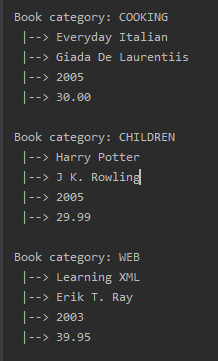 Book category: COOKING
|--> Everyday Italian
|--> Giada De Laurentiis
|--> 2005
|--> 30.00
Book category: CHILDREN
|--> Harry Potter
|--> J K. Rowling
|--> 2005
|--> 29.99
Book category: WEB
|--> Learning XML
|--> Erik T. Ray
|--> 2003
|--> 39.95